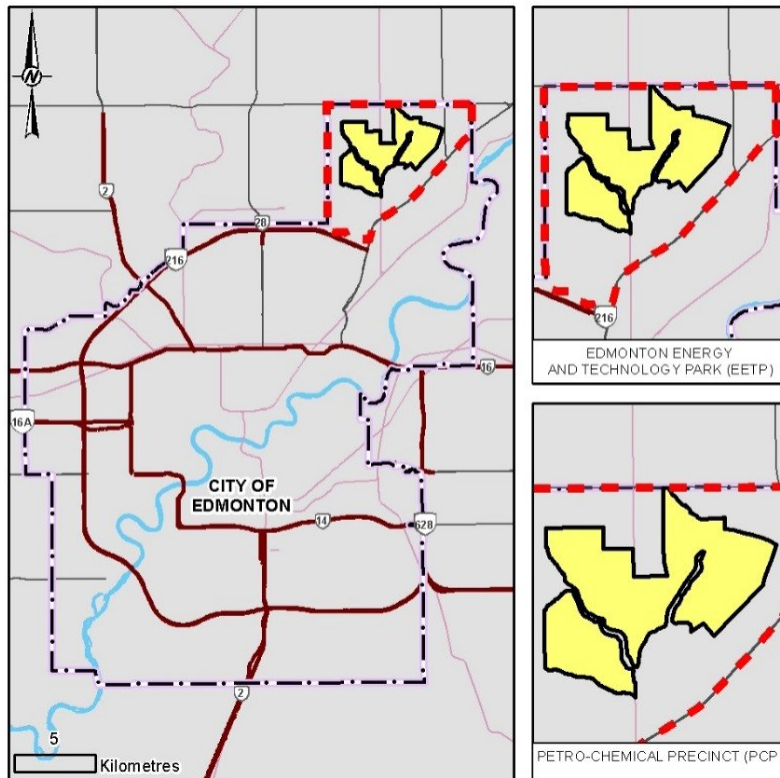 N
2
28
216
16
16A
CITY OF
EDMONTON
14
628
2
5
Kilometres
216
EDMONTON ENERGY
AND TECHNOLOGY PARK (EETP)
PETRO-CHEMICAL PRECINCT (PCP